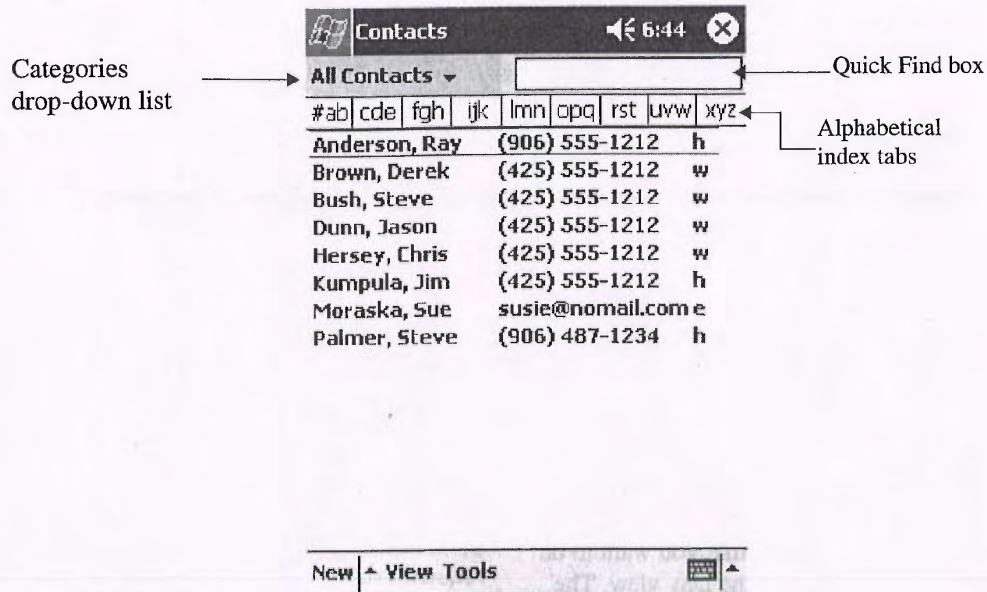 Contacts 6:44
Categories drop-down list
All Contacts
Quick Find box
#ab cde fgh ijk lmn opq rst uvw xyz
Alphabetical index tabs
Anderson, Ray (906) 555-1212 h
Brown, Derek (425) 555-1212 w
Bush, Steve (425) 555-1212 w
Dunn, Jason (425) 555-1212 w
Hersey, Chris (425) 555-1212 w
Kumpula, Jim (425) 555-1212 h
Moraska, Sue susie@nomail.com e
Palmer, Steve (906) 487-1234 h
New View Tools